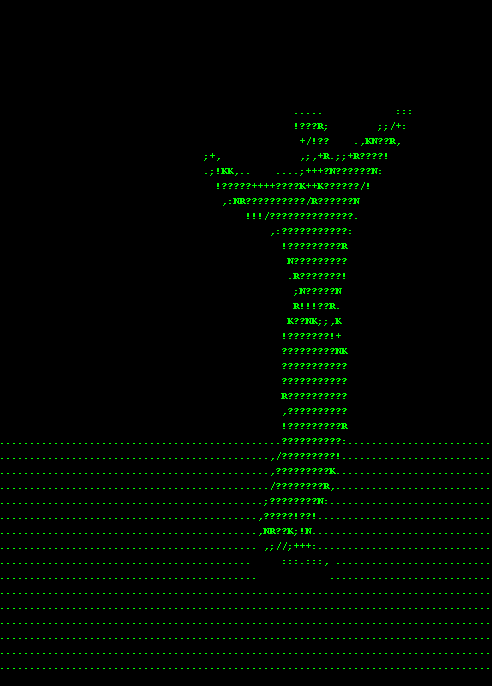 .....            :::
!???R;        ;;/+:
+/!??    .,KN??R,
;+,             ,;,+R.;;+R????!
.;!KK,..    ....;+++?N??????N:
!?????++++????K++K??????/!
,:NR??????????/R??????N
!!!/??????????????.
,:???????????:
!?????????R
N?????????
.R???????!
;N?????N
R!!!??R.
K??NK;;,K
!????????!+
?????????NK
???????????
???????????
R??????????
,??????????
!?????????R
...............................................??????????:........................
.............................................,/?????????!.........................
.............................................,?????????K..........................
............................................./????????R,..........................
............................................;????????N:...........................
...........................................,?????!??!.............................
...........................................,NR??K;!N..............................
........................................... ,;//;+++:.............................
..........................................     ::: :::, ...........................
...........................................            ...........................
..................................................................................
..................................................................................
..................................................................................
..................................................................................
..................................................................................
..................................................................................